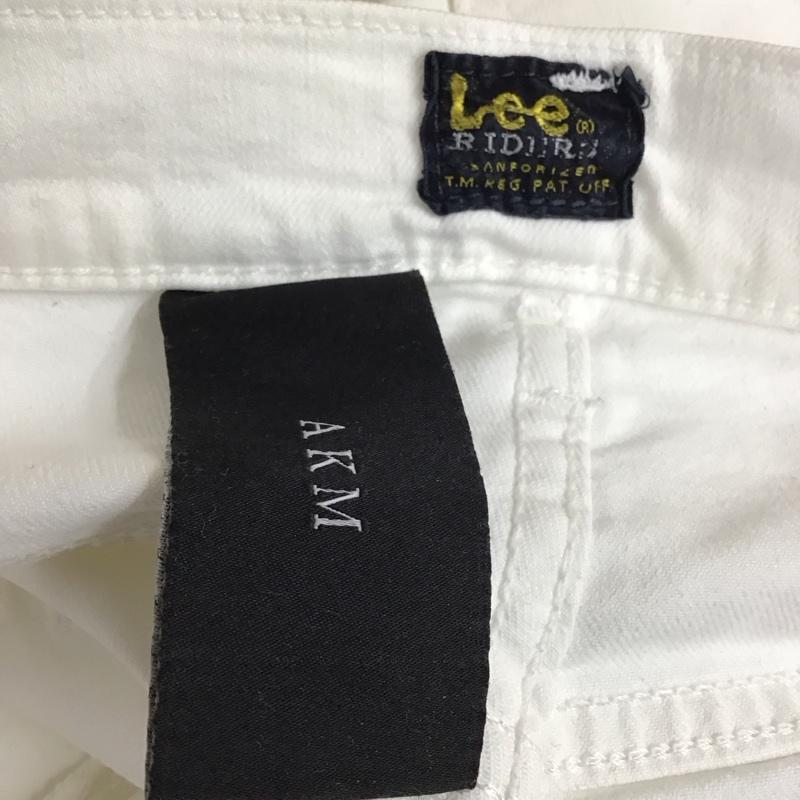 Lee ®
RIDERS
SANFORIZED
T.M. REG. PAT. OFF.
AKM